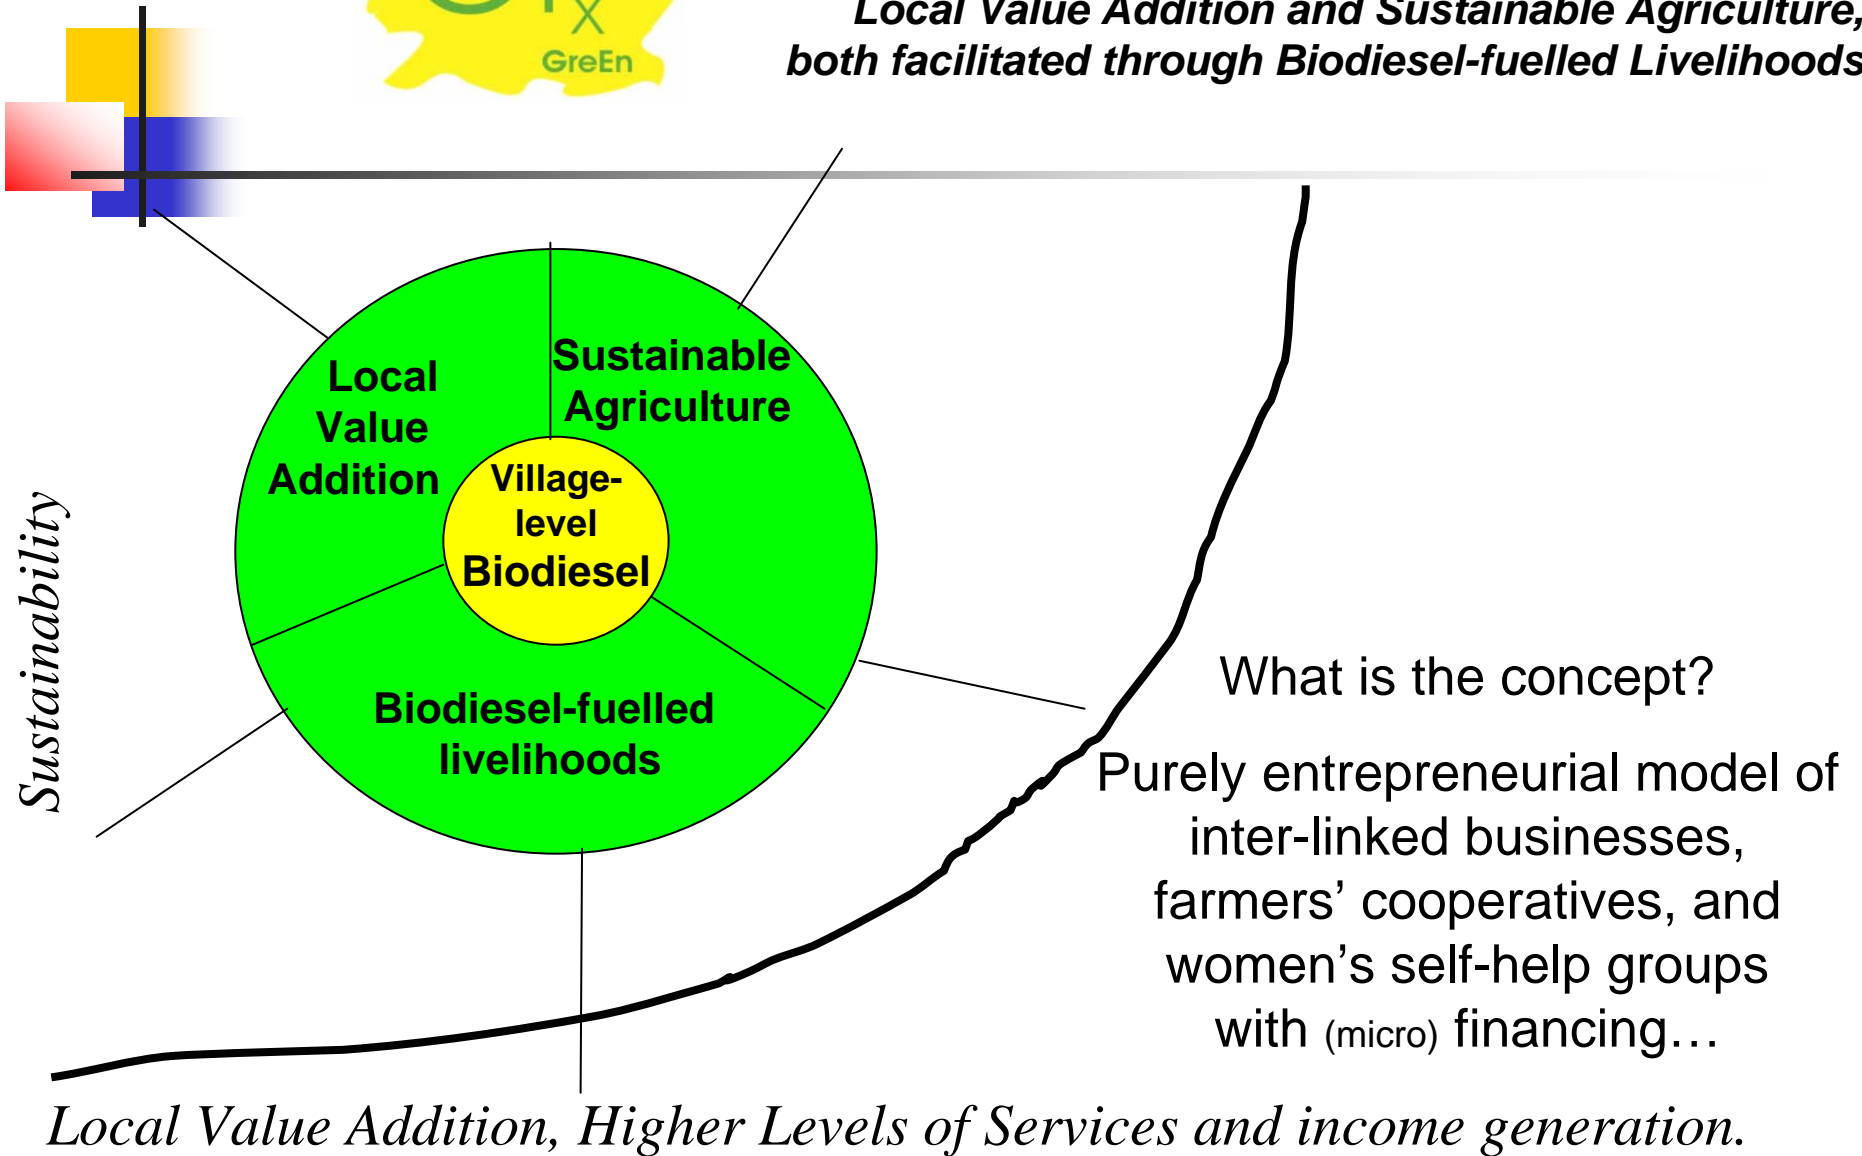 x
GreEn
Local Value Addition and Sustainable Agriculture,
both facilitated through Biodiesel-fuelled Livelihoods
Local
Value
Addition
Sustainable
Agriculture
Village-
level
Biodiesel
Biodiesel-fuelled
livelihoods
Sustainability
What is the concept?
Purely entrepreneurial model of
inter-linked businesses,
farmers’ cooperatives, and
women’s self-help groups
with (micro) financing…
Local Value Addition, Higher Levels of Services and income generation.